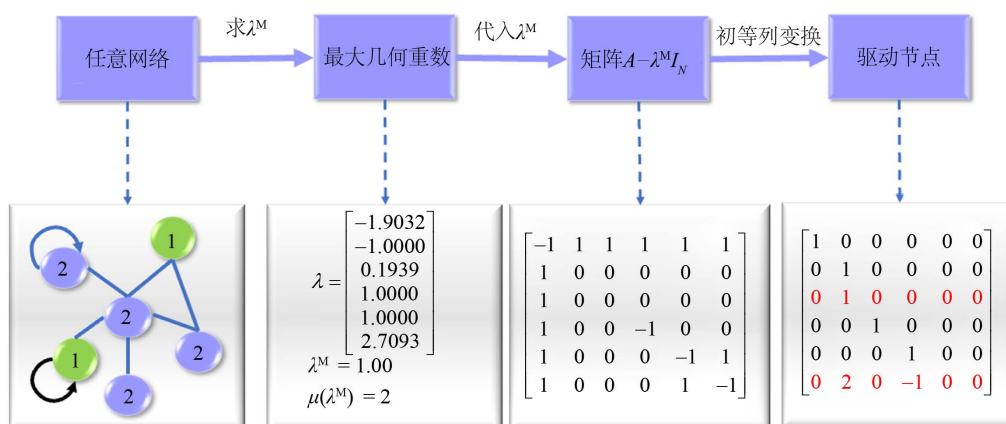 任意网络
求λᴹ
最大几何重数
代入λᴹ
矩阵A−λᴹI_N
初等列变换
驱动节点
1
2
2
1
2
2
λ =
−1.9032
−1.0000
0.1939
1.0000
1.0000
2.7093
λᴹ = 1.00
μ(λᴹ) = 2
−1 1 1 1 1 1
1 0 0 0 0 0
1 0 0 0 0 0
1 0 0 −1 0 0
1 0 0 0 −1 1
1 0 0 0 1 −1
1 0 0 0 0 0
0 1 0 0 0 0
0 1 0 0 0 0
0 0 1 0 0 0
0 0 0 1 0 0
0 2 0 −1 0 0